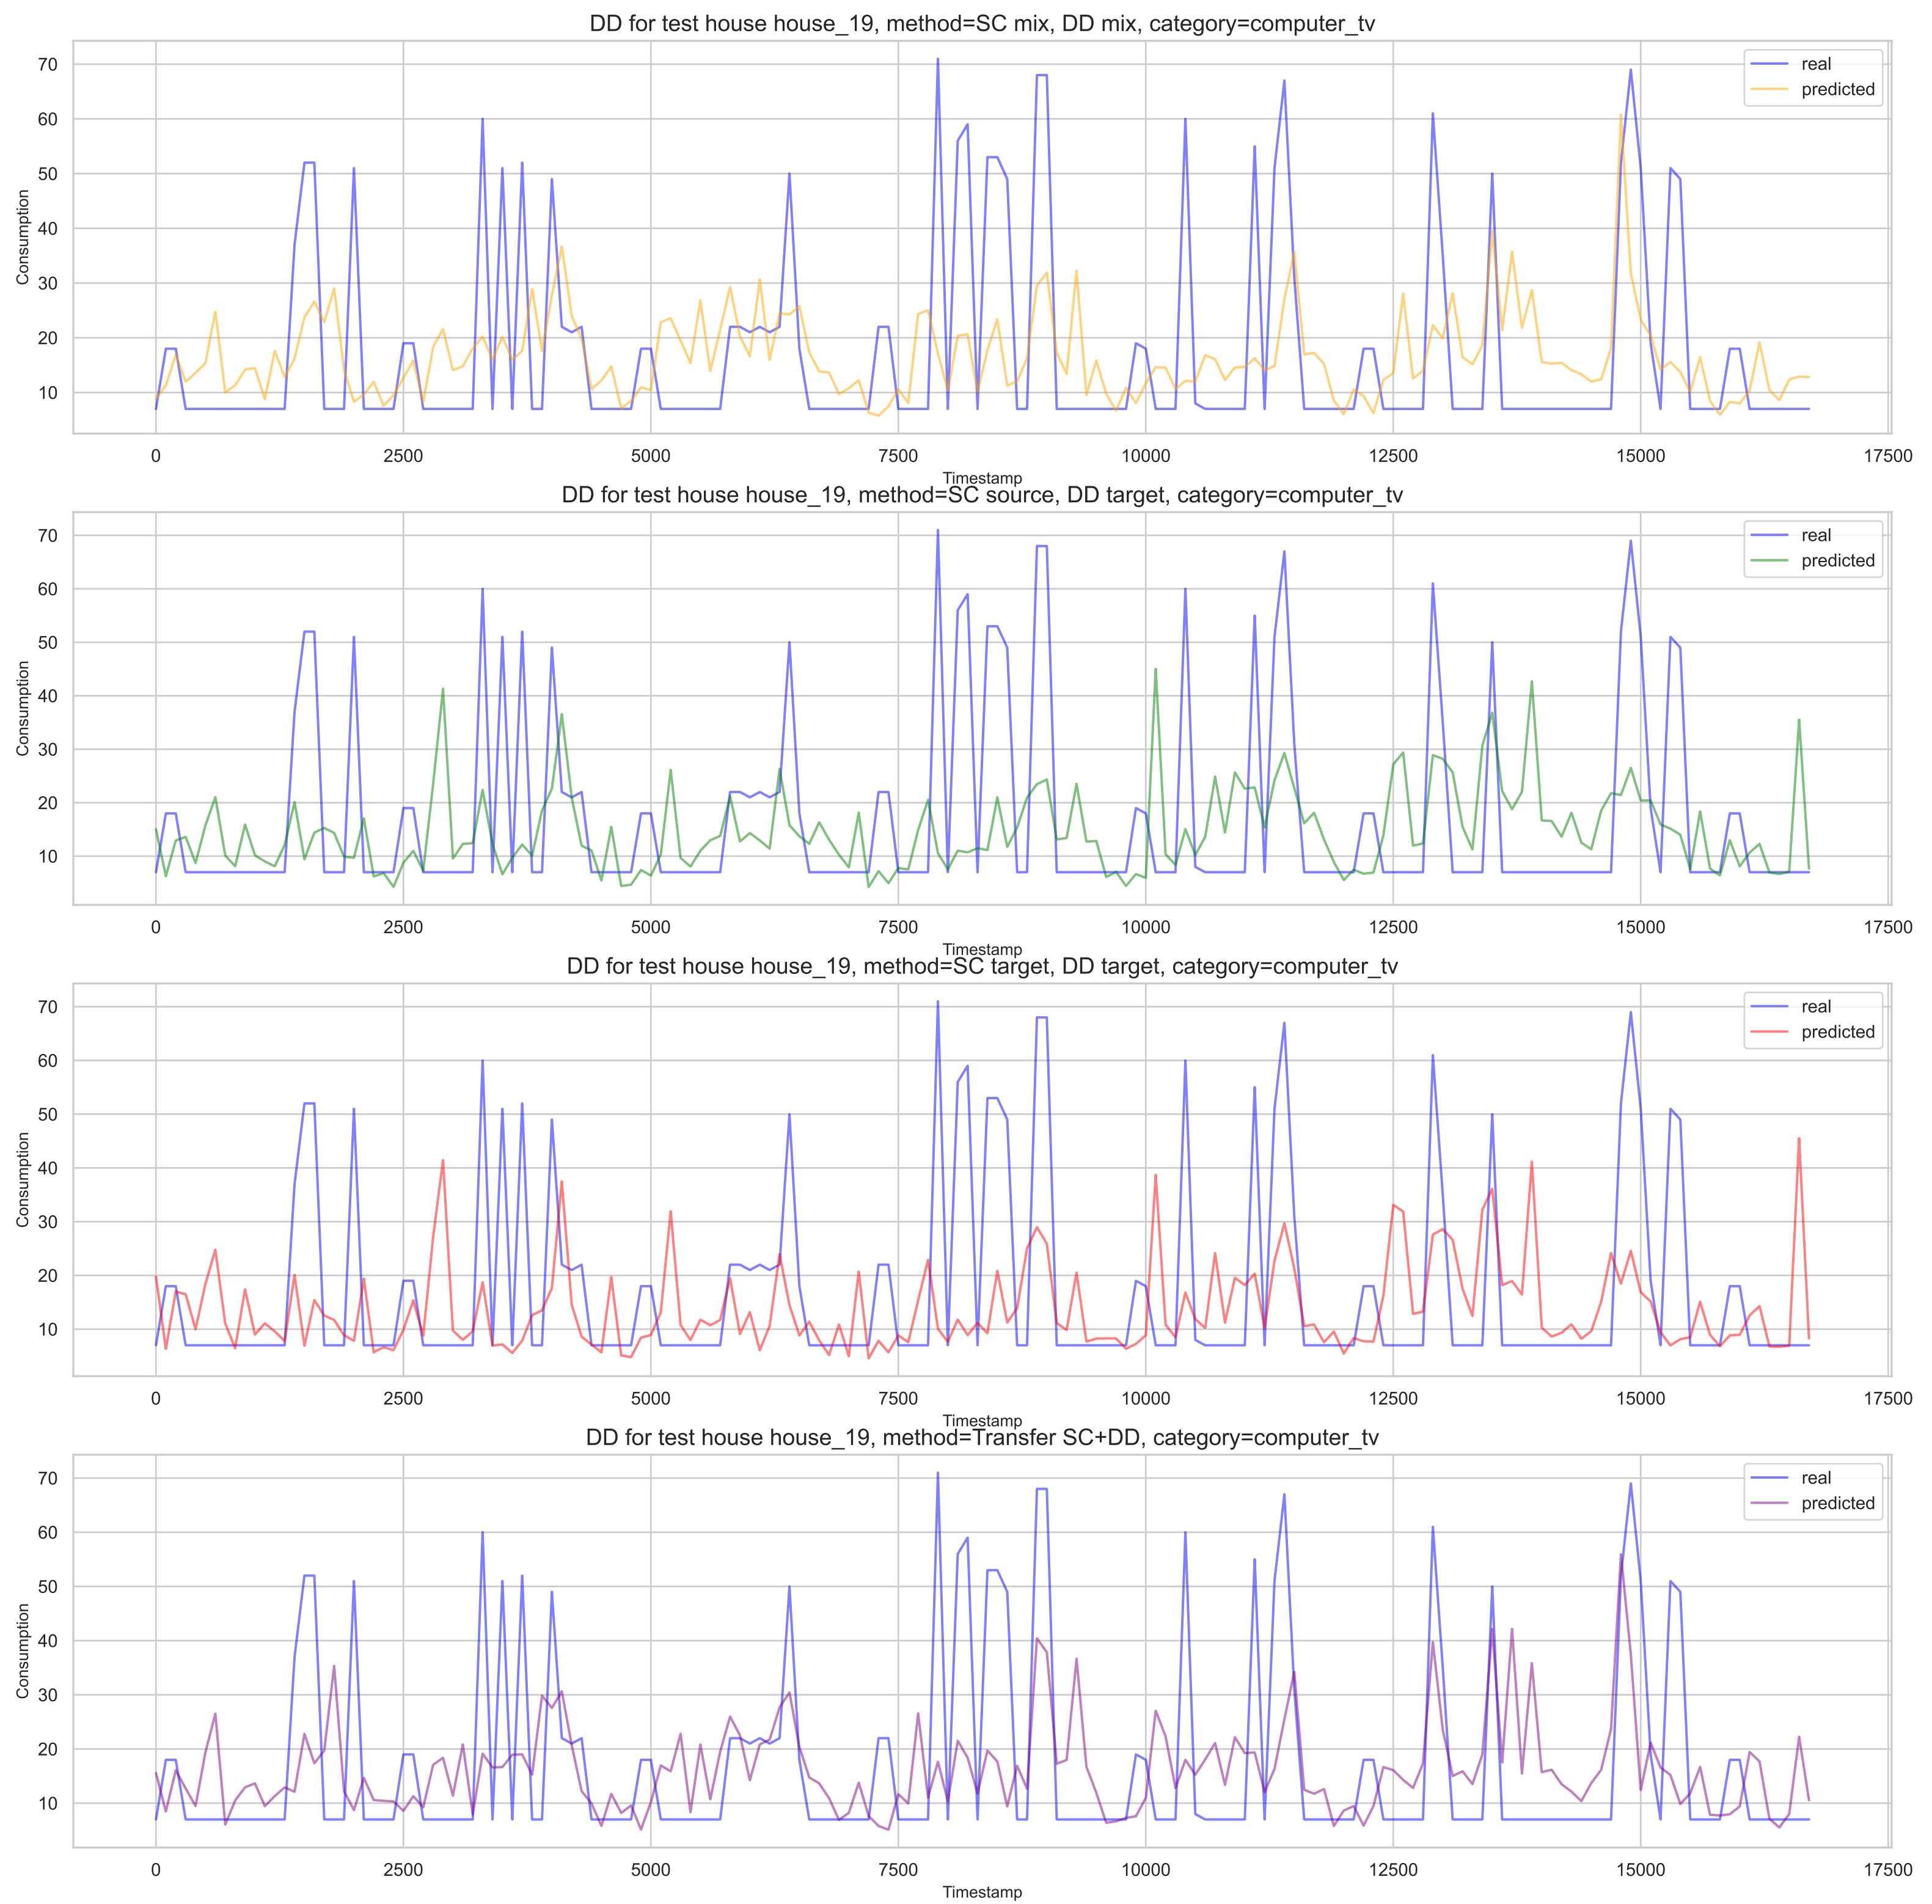 DD for test house house_19, method=SC mix, DD mix, category=computer_tv
70
60
50
40
30
20
10
Consumption
real
predicted
0 2500 5000 7500 10000 12500 15000 17500
Timestamp
DD for test house house_19, method=SC source, DD target, category=computer_tv
70
60
50
40
30
20
10
Consumption
real
predicted
0 2500 5000 7500 10000 12500 15000 17500
Timestamp
DD for test house house_19, method=SC target, DD target, category=computer_tv
70
60
50
40
30
20
10
Consumption
real
predicted
0 2500 5000 7500 10000 12500 15000 17500
Timestamp
DD for test house house_19, method=Transfer SC+DD, category=computer_tv
70
60
50
40
30
20
10
Consumption
real
predicted
0 2500 5000 7500 10000 12500 15000 17500
Timestamp